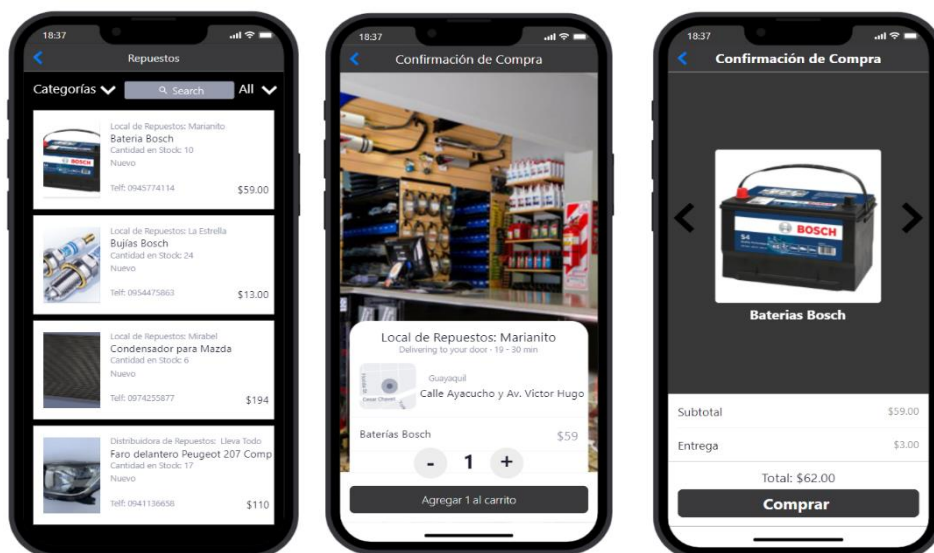 18:37
Repuestos
Categorías
Search
All
Local de Repuestos: Marianito
Bateria Bosch
Cantidad en Stock: 10
Nuevo
Telf: 0945774114
$59.00
BOSCH
Local de Repuestos: La Estrella
Bujías Bosch
Cantidad en Stock: 24
Nuevo
Telf: 0954475863
$13.00
Local de Repuestos: Mirabel
Condensador para Mazda
Cantidad en Stock: 6
Nuevo
Telf: 0974255877
$194
Distribuidora de Repuestos: Lleva Todo
Faro delantero Peugeot 207 Comp
Cantidad en Stock: 17
Nuevo
Telf: 0941136658
$110
18:37
Confirmación de Compra
Local de Repuestos: Marianito
Delivering to your door - 19 - 30 min
Guayaquil
Calle Ayacucho y Av. Victor Hugo
Baterías Bosch
$59
- 1 +
Agregar 1 al carrito
18:37
Confirmación de Compra
BOSCH
S4
Baterias Bosch
Subtotal
$59.00
Entrega
$3.00
Total: $62.00
Comprar